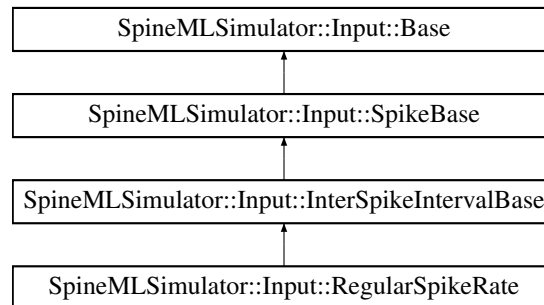 SpineMLSimulator::Input::Base
SpineMLSimulator::Input::SpikeBase
SpineMLSimulator::Input::InterSpikeIntervalBase
SpineMLSimulator::Input::RegularSpikeRate